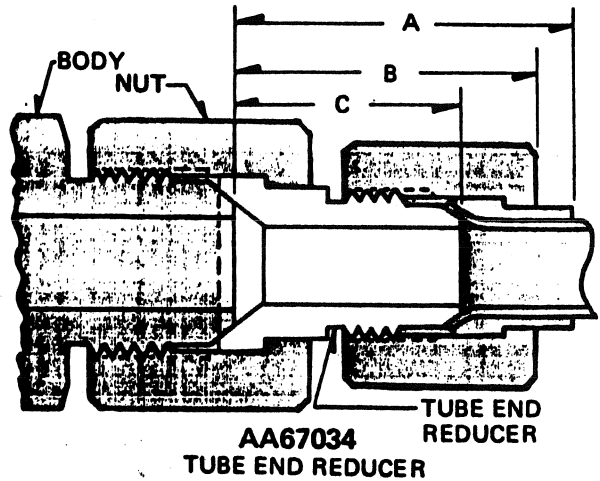 A
B
C
BODY
NUT
TUBE END
REDUCER
AA67034
TUBE END REDUCER